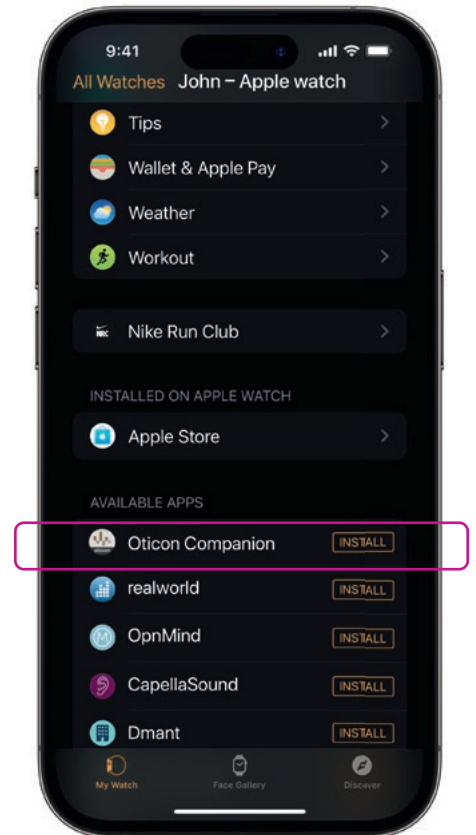 9:41
All Watches John – Apple watch
Tips
Wallet & Apple Pay
Weather
Workout
NRC
Nike Run Club
INSTALLED ON APPLE WATCH
Apple Store
AVAILABLE APPS
Oticon Companion INSTALL
realworld INSTALL
OpnMind INSTALL
CapellaSound INSTALL
Dmant INSTALL
My Watch Face Gallery Discover